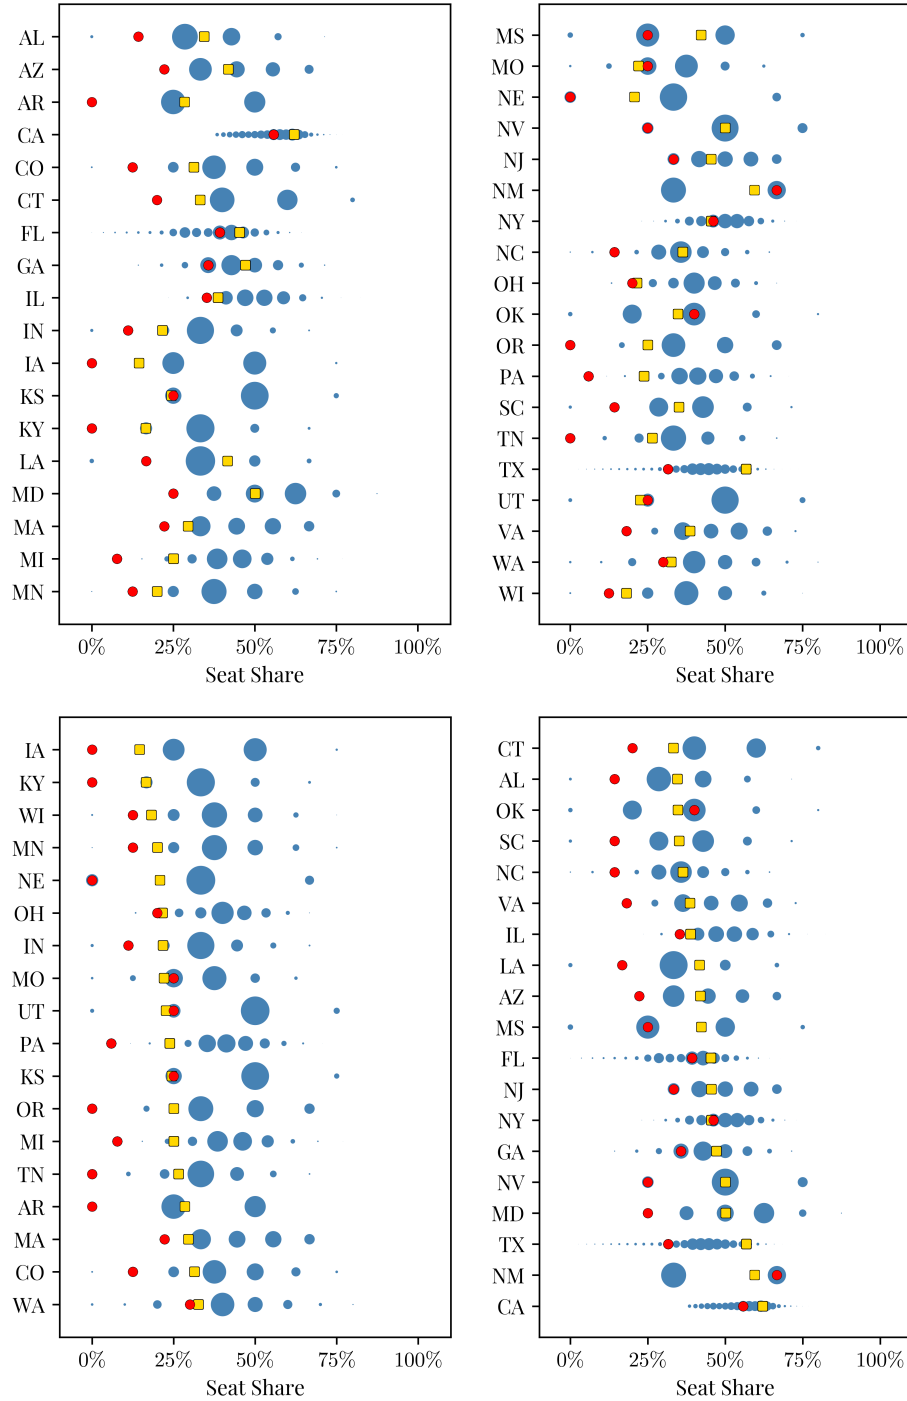 AL
AZ
AR
CA
CO
CT
FL
GA
IL
IN
IA
KS
KY
LA
MD
MA
MI
MN
0% 25% 50% 75% 100%
Seat Share
MS
MO
NE
NV
NJ
NM
NY
NC
OH
OK
OR
PA
SC
TN
TX
UT
VA
WA
WI
0% 25% 50% 75% 100%
Seat Share
IA
KY
WI
MN
NE
OH
IN
MO
UT
PA
KS
OR
MI
TN
AR
MA
CO
WA
0% 25% 50% 75% 100%
Seat Share
CT
AL
OK
SC
NC
VA
IL
LA
AZ
MS
FL
NJ
NY
GA
NV
MD
TX
NM
CA
0% 25% 50% 75% 100%
Seat Share